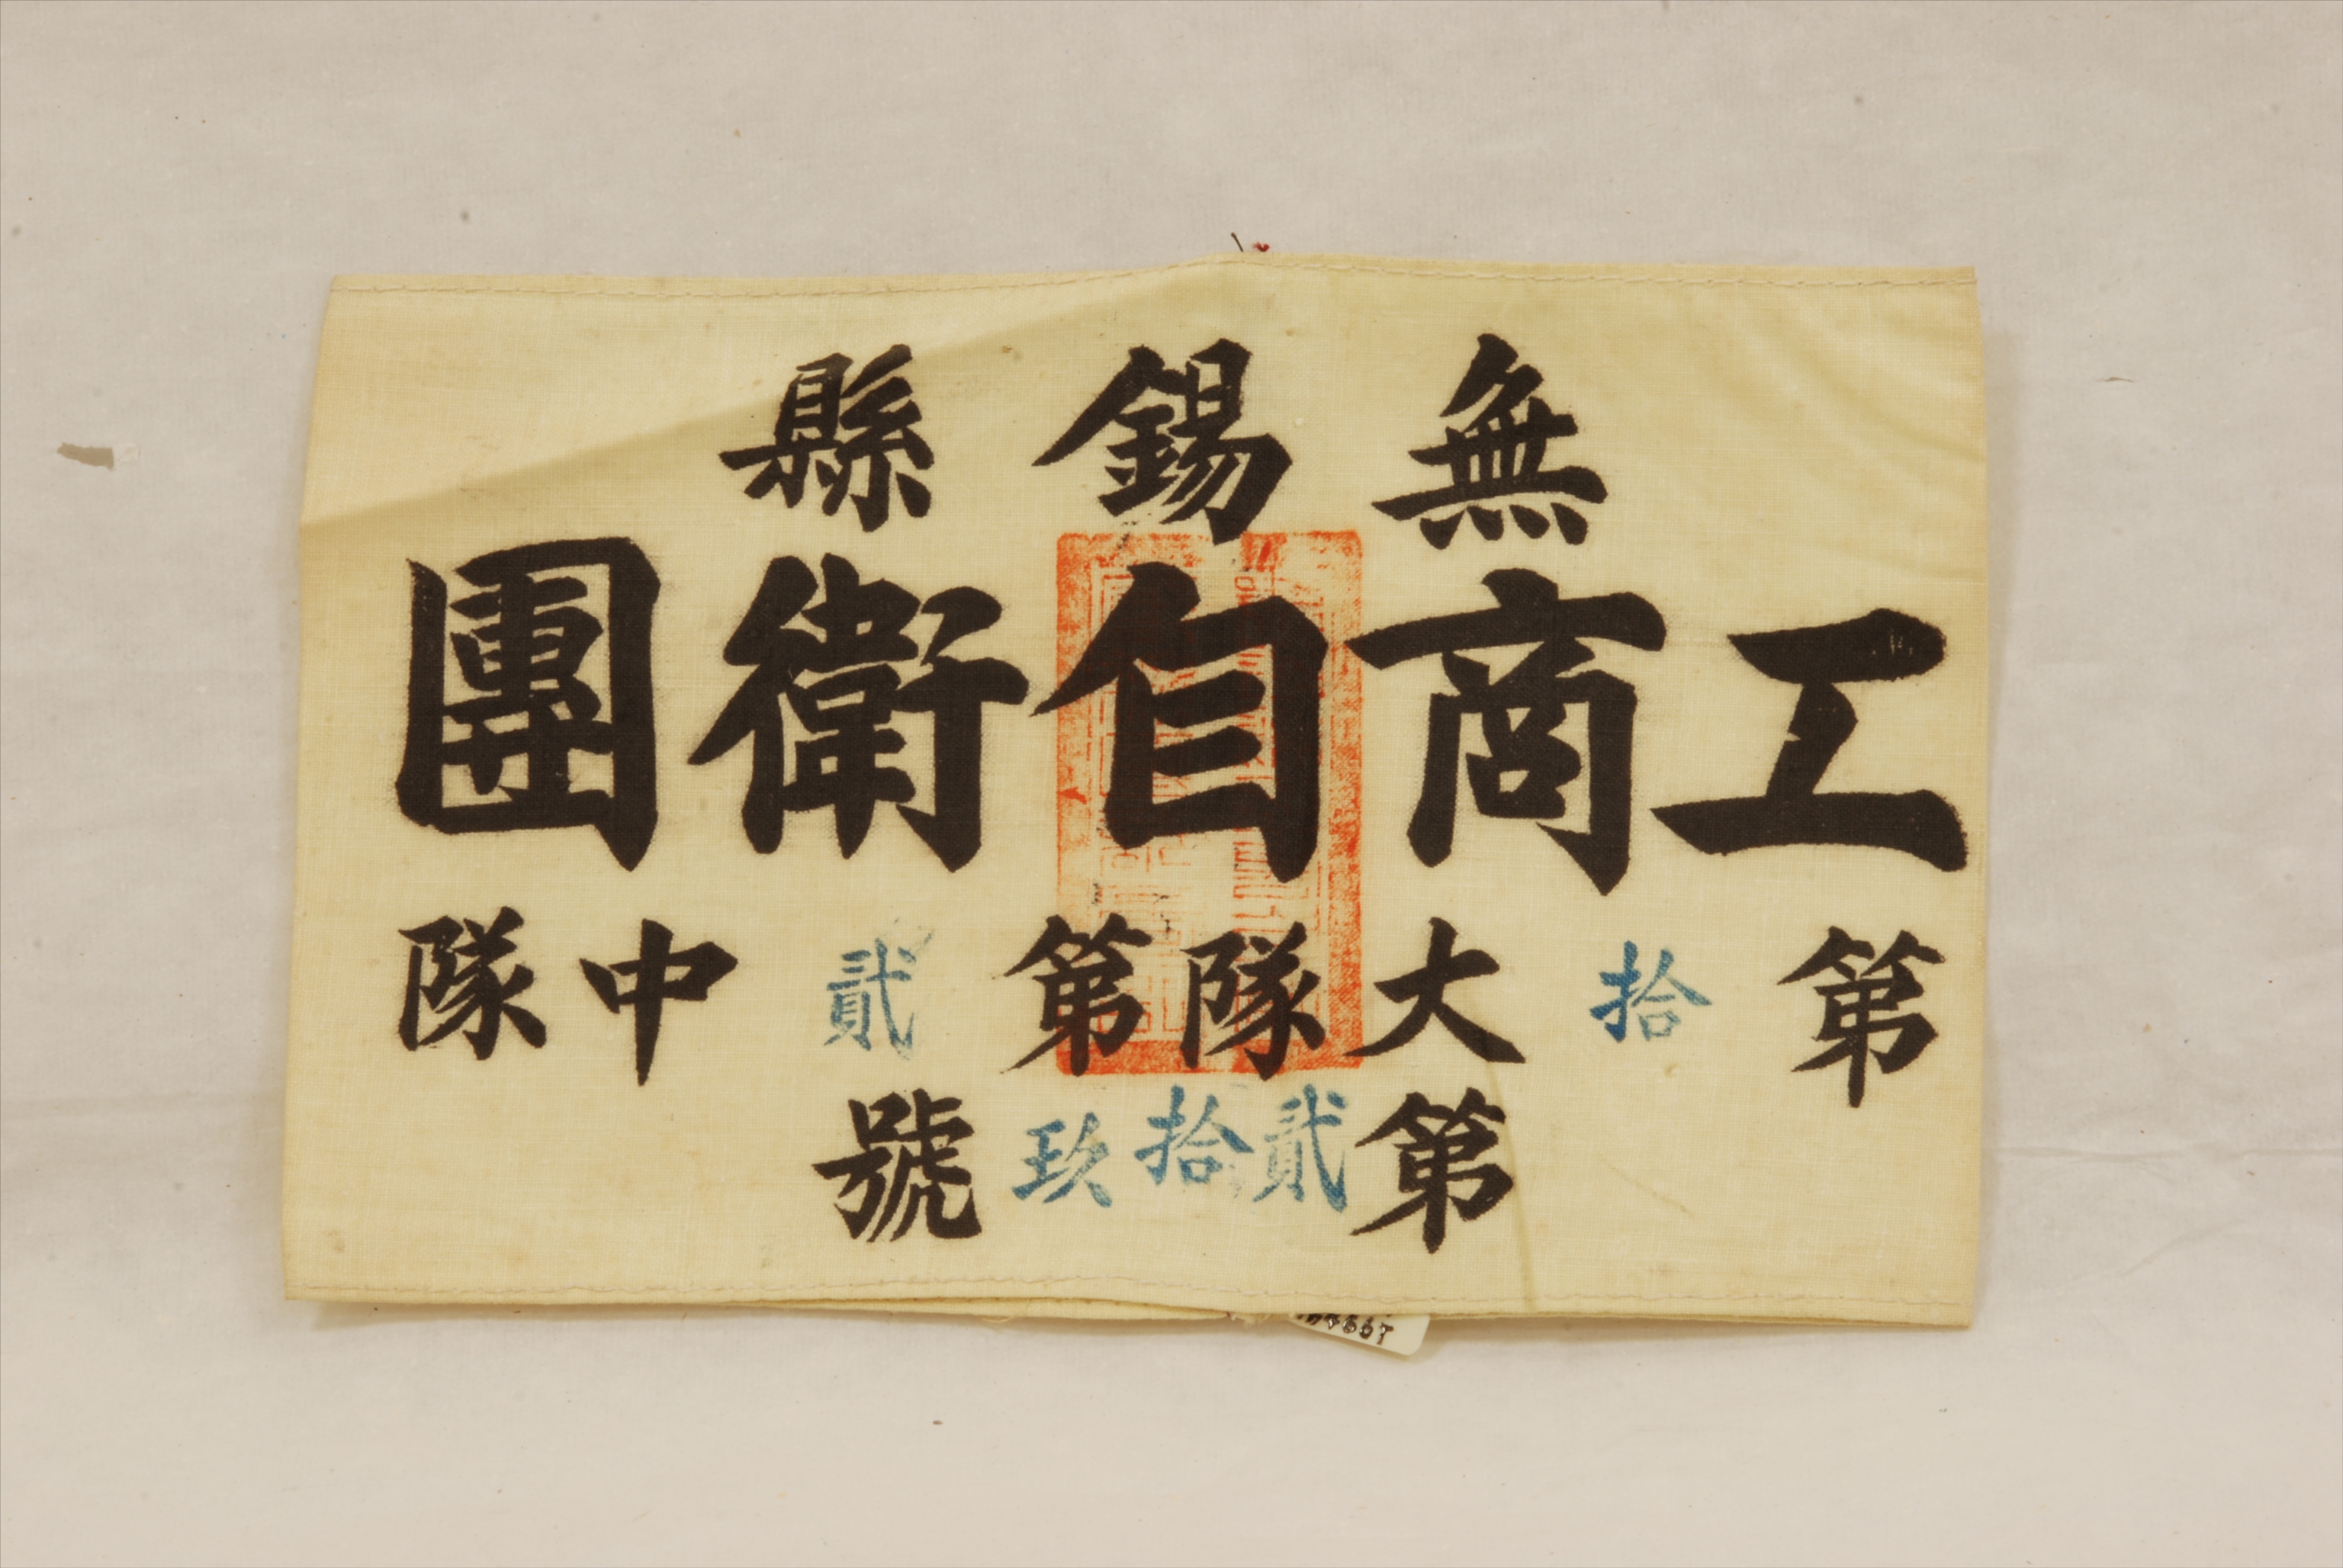 無錫縣
工商自衛團
第拾大隊第貳中隊
第貳拾玖號